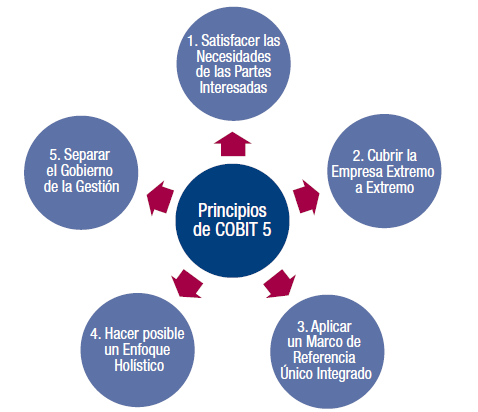 1. Satisfacer las
Necesidades
de las Partes
Interesadas
5. Separar
el Gobierno
de la Gestión
2. Cubrir la
Empresa Extremo
a Extremo
Principios
de COBIT 5
4. Hacer posible
un Enfoque
Holístico
3. Aplicar
un Marco de
Referencia
Único Integrado